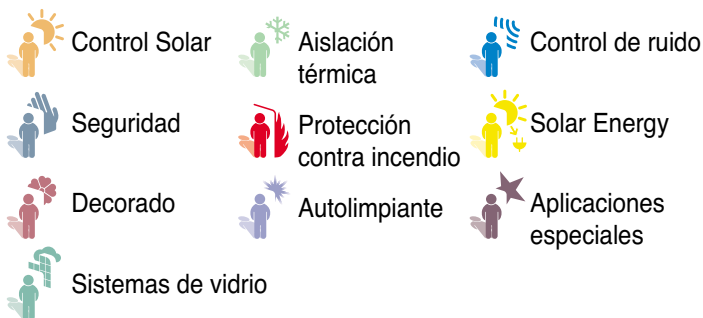 Control Solar
Aislación
térmica
Control de ruido
Seguridad
Protección
contra incendio
Solar Energy
Decorado
Autolimpiante
Aplicaciones
especiales
Sistemas de vidrio